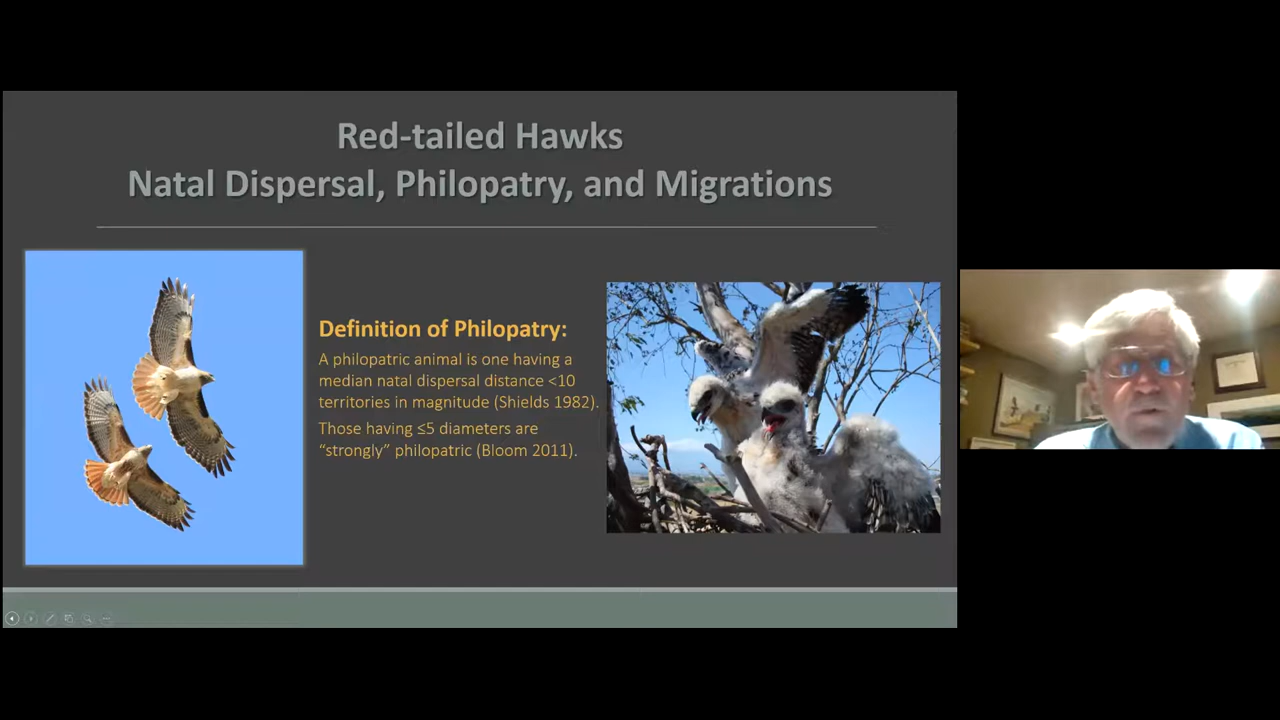 Red-tailed Hawks
Natal Dispersal, Philopatry, and Migrations
Definition of Philopatry:
A philopatric animal is one having a
median natal dispersal distance <10
territories in magnitude (Shields 1982).
Those having ≤5 diameters are
“strongly” philopatric (Bloom 2011).